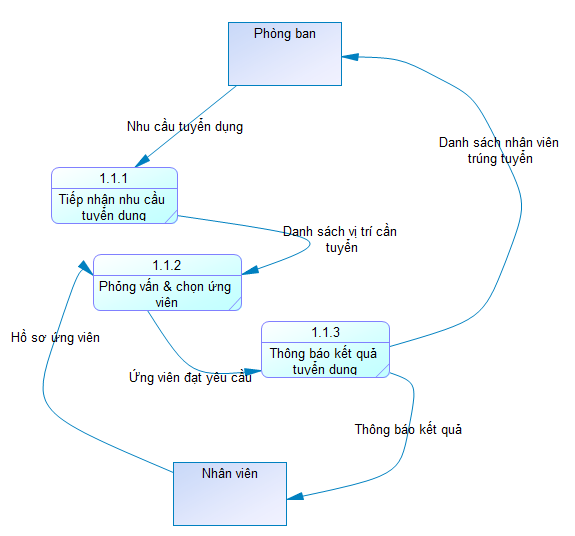 Phòng ban
Nhu cầu tuyển dụng
Danh sách nhân viên
trúng tuyển
1.1.1
Tiếp nhận nhu cầu
tuyển dung
Danh sách vị trí cần
tuyển
1.1.2
Phỏng vấn & chọn ứng
viên
1.1.3
Thông báo kết quả
tuyển dung
Hồ sơ ứng viên
Ứng viên đạt yêu cầu
Thông báo kết quả
Nhân viên